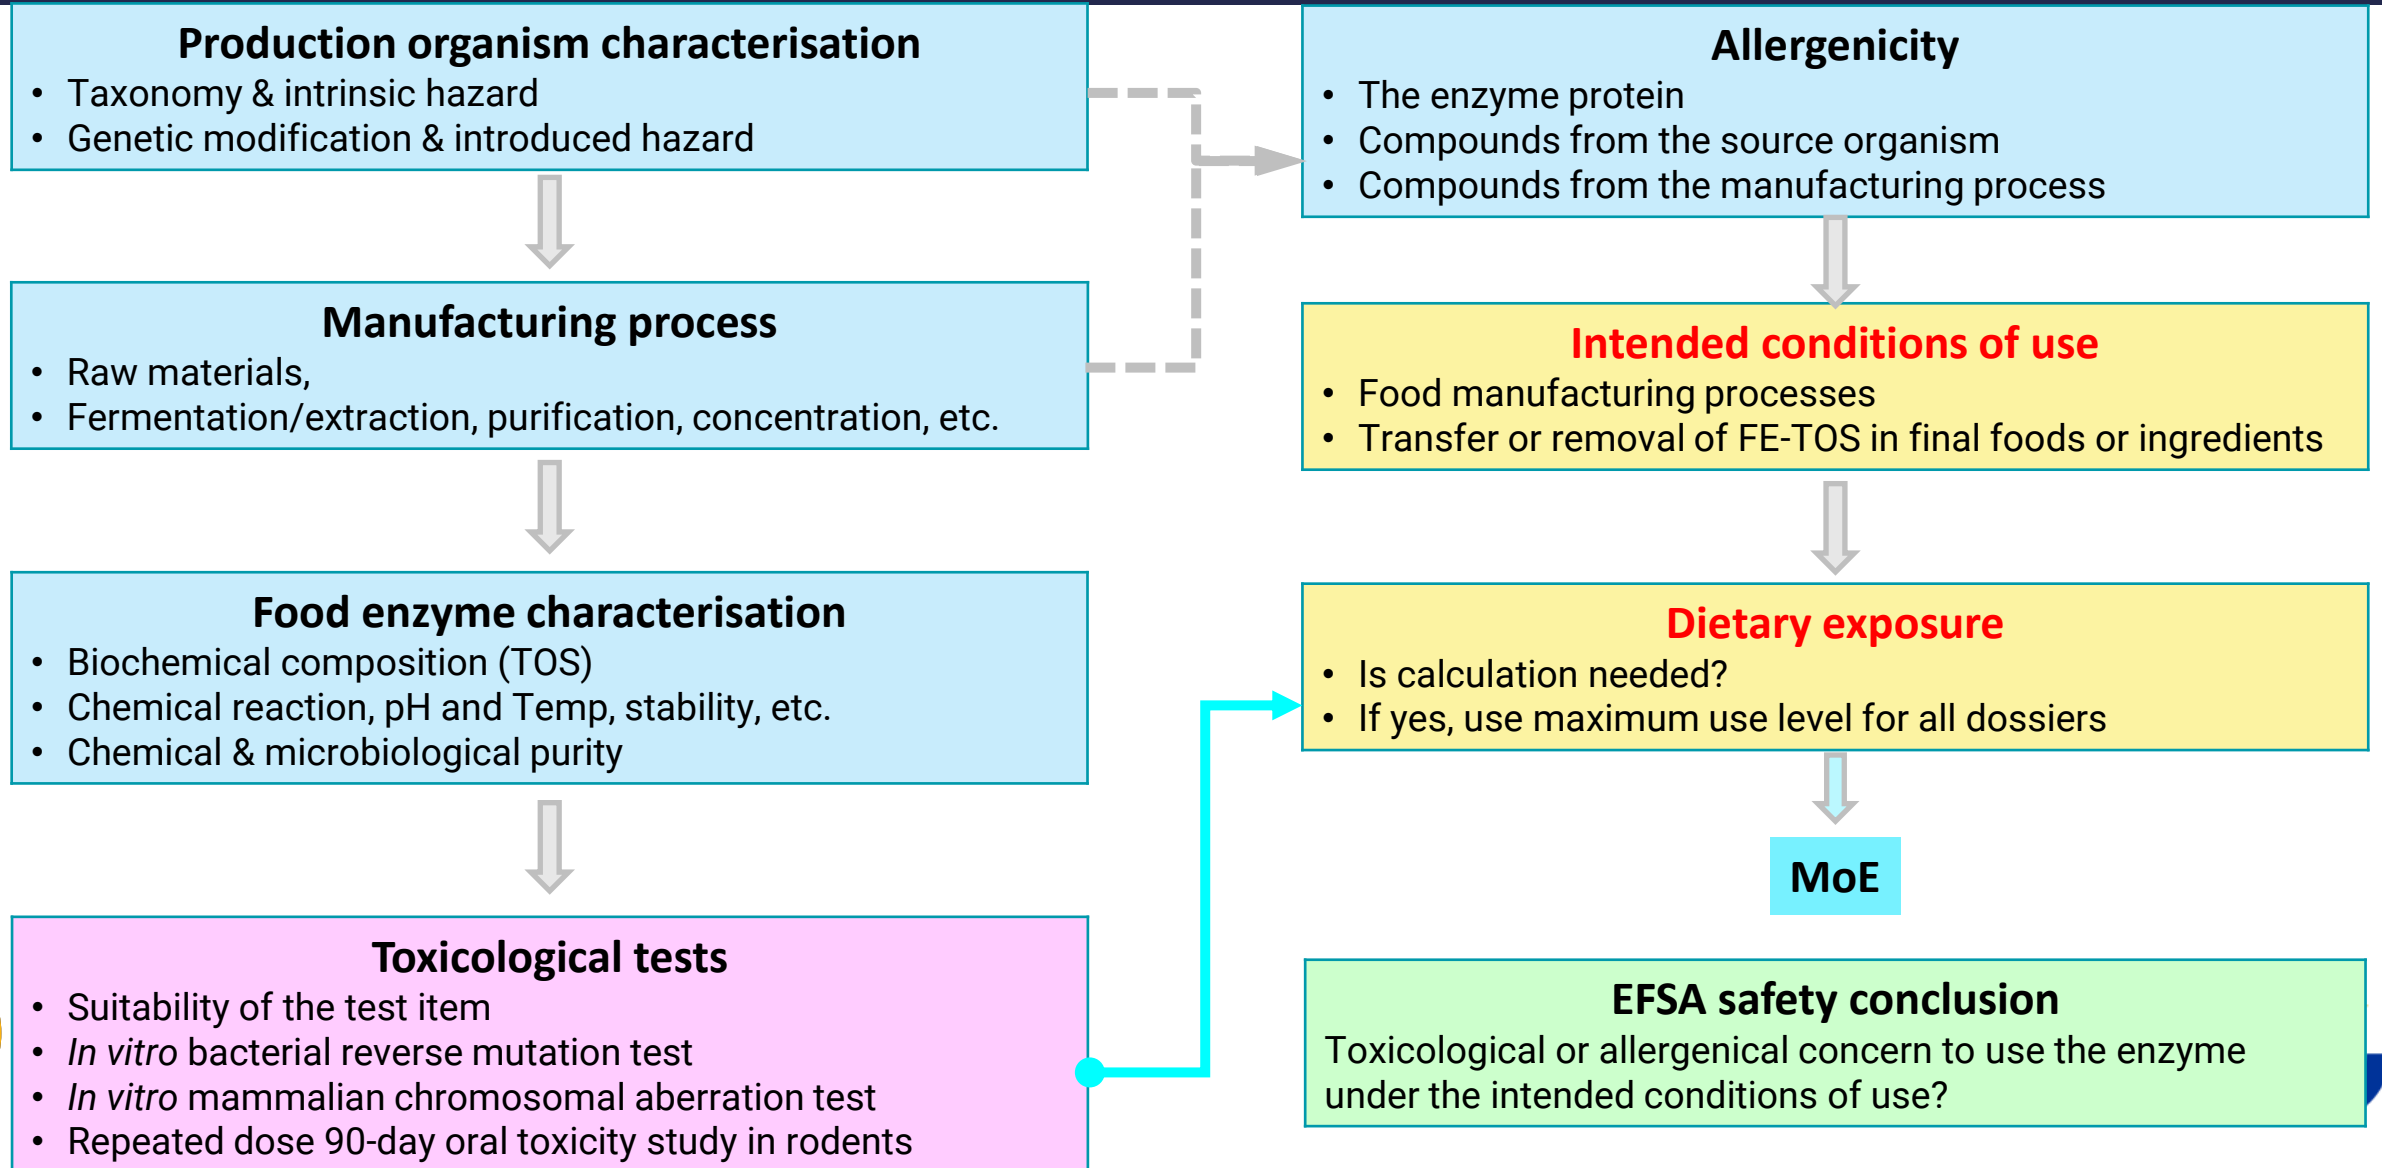 Production organism characterisation
• Taxonomy & intrinsic hazard
• Genetic modification & introduced hazard
Manufacturing process
• Raw materials,
• Fermentation/extraction, purification, concentration, etc.
Food enzyme characterisation
• Biochemical composition (TOS)
• Chemical reaction, pH and Temp, stability, etc.
• Chemical & microbiological purity
Toxicological tests
• Suitability of the test item
• In vitro bacterial reverse mutation test
• In vitro mammalian chromosomal aberration test
• Repeated dose 90-day oral toxicity study in rodents
Allergenicity
• The enzyme protein
• Compounds from the source organism
• Compounds from the manufacturing process
Intended conditions of use
• Food manufacturing processes
• Transfer or removal of FE-TOS in final foods or ingredients
Dietary exposure
• Is calculation needed?
• If yes, use maximum use level for all dossiers
MoE
EFSA safety conclusion
Toxicological or allergenical concern to use the enzyme
under the intended conditions of use?